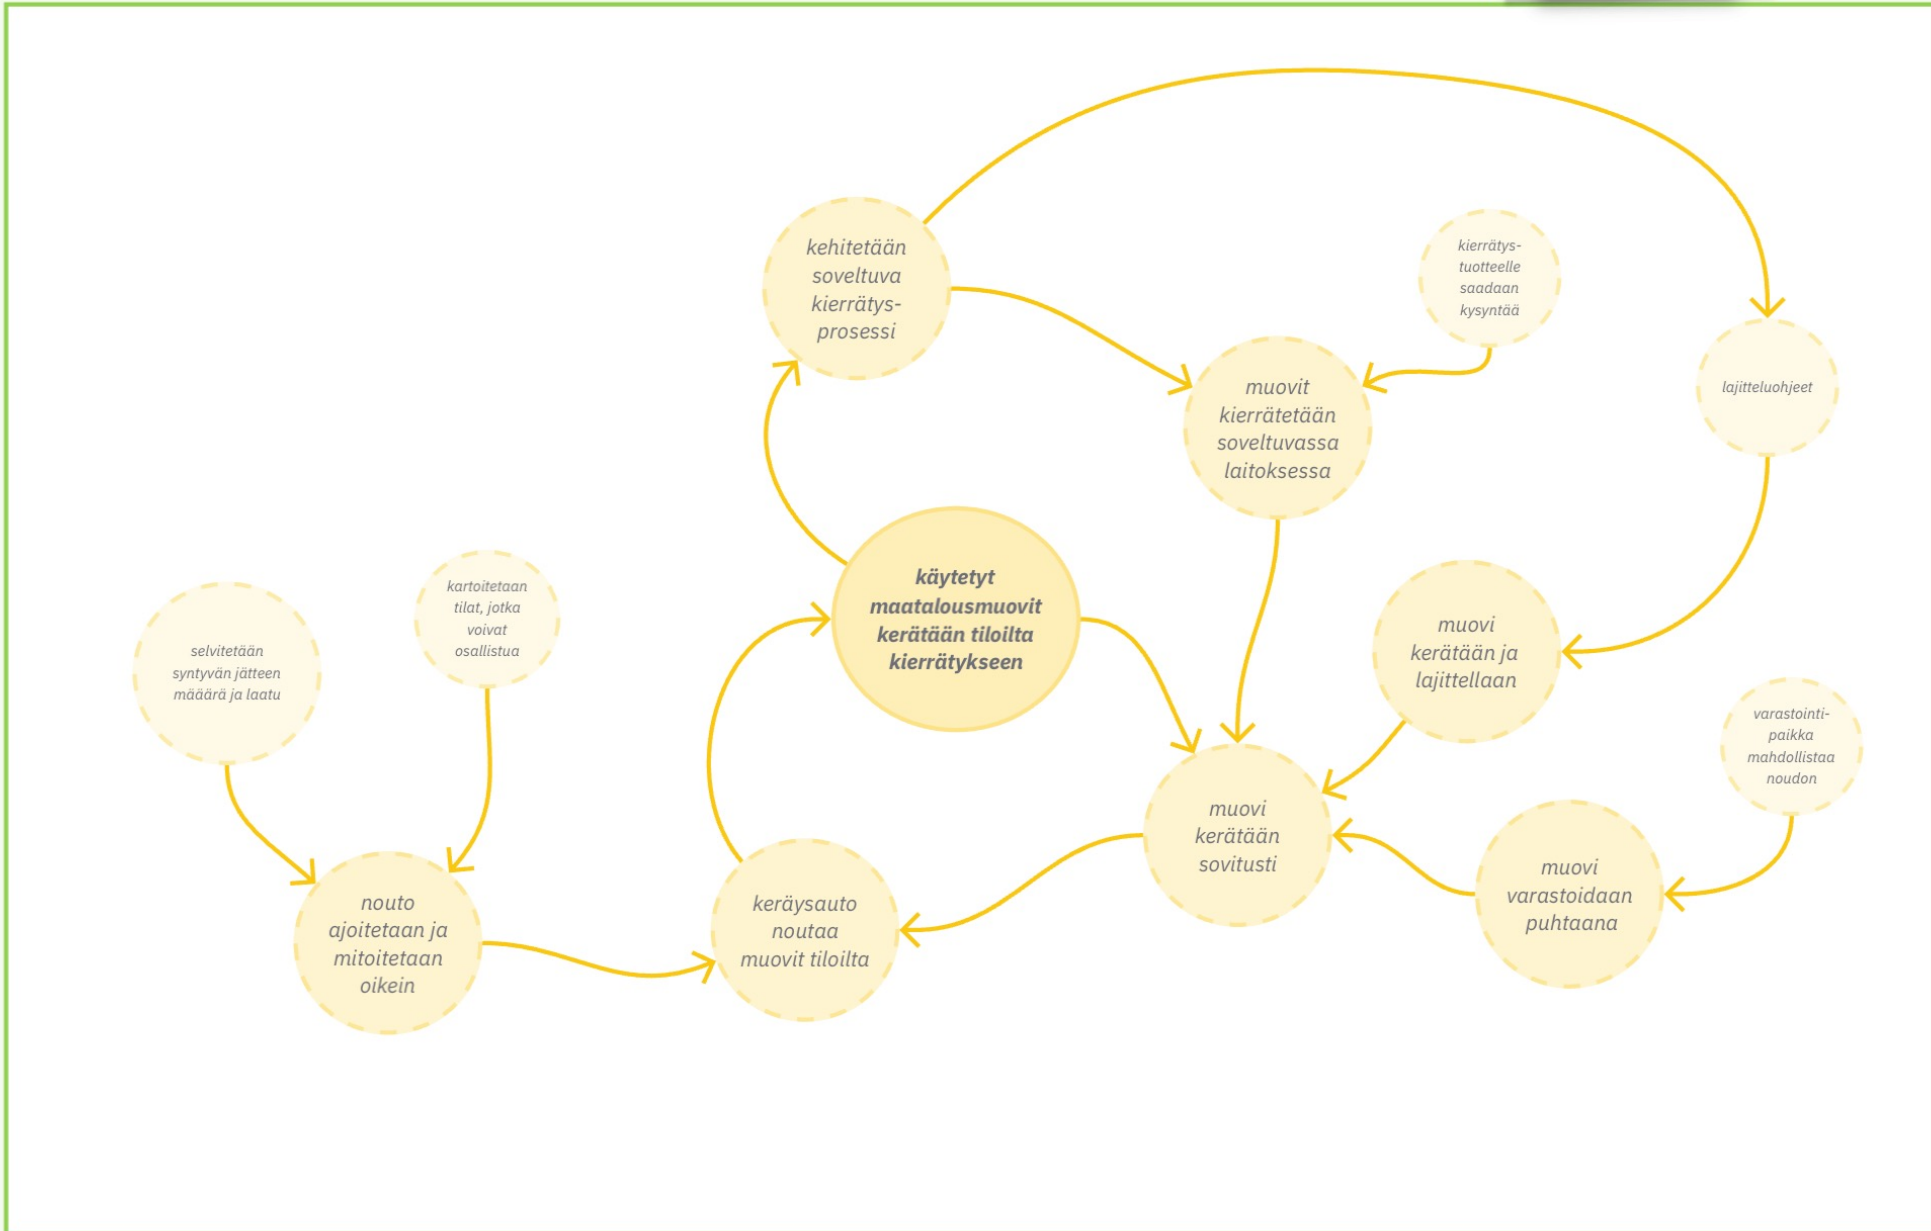 kehitetään
soveltuva
kierrätys-
prosessi
kierrätys-
tuotteelle
saadaan
kysyntää
muovit
kierrätetään
soveltuvassa
laitoksessa
lajitteluohjeet
käytetyt
maatalousmuovit
kerätään tiloilta
kierrätykseen
kartoitetaan
tilat, jotka
voivat
osallistua
selvitetään
syntyvän jätteen
määärä ja laatu
muovi
kerätään ja
lajittellaan
varastointi-
paikka
mahdollistaa
noudon
muovi
kerätään
sovitusti
muovi
varastoidaan
puhtaana
keräysauto
noutaa
muovit tiloilta
nouto
ajoitetaan ja
mitoitetaan
oikein